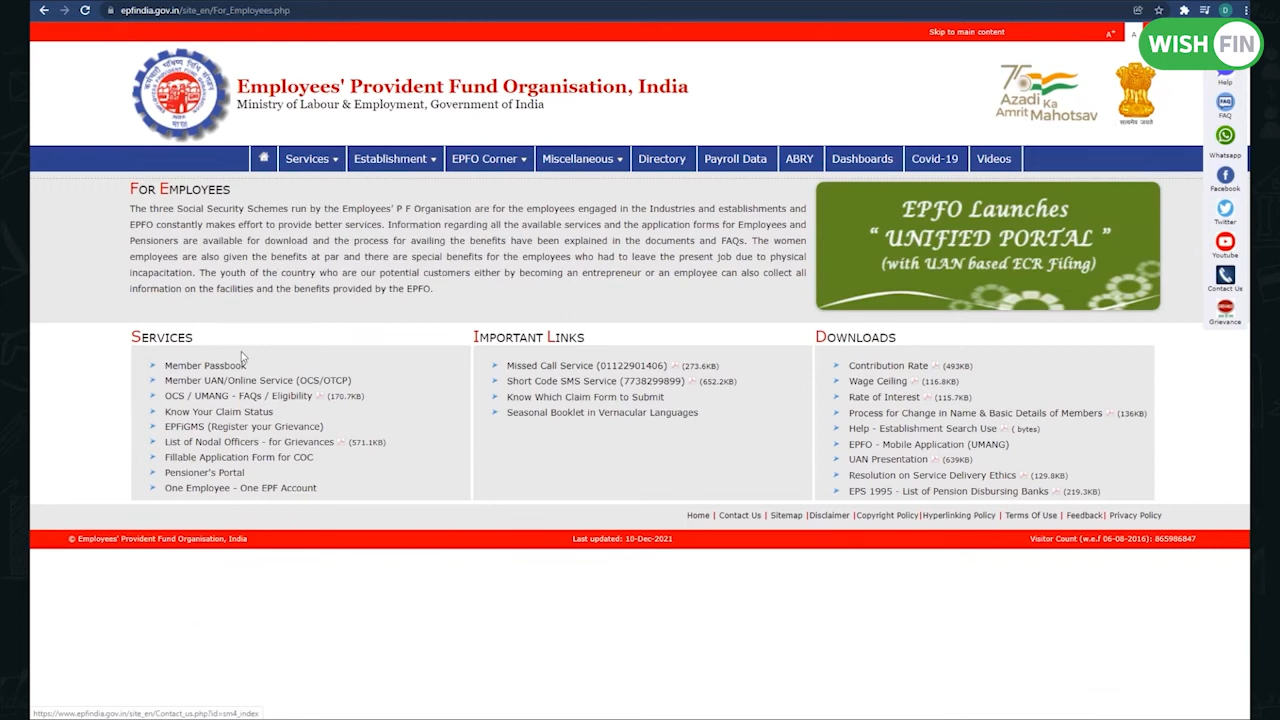 epfindia.gov.in/site_en/For_Employees.php
Skip to main content
A+
A
WISH FIN
Employees' Provident Fund Organisation, India
Ministry of Labour & Employment, Government of India
75
Azadi Ka
Amrit Mahotsav
सत्यमेव जयते
Help
FAQ
FAQ
Whatsapp
Facebook
Twitter
Youtube
Contact Us
Grievance
Services
Establishment
EPFO Corner
Miscellaneous
Directory
Payroll Data
ABRY
Dashboards
Covid-19
Videos
FOR EMPLOYEES
The three Social Security Schemes run by the Employees' P F Organisation are for the employees engaged in the Industries and establishments and
EPFO constantly makes effort to provide better services. Information regarding all the available services and the application forms for Employees and
Pensioners are available for download and the process for availing the benefits have been explained in the documents and FAQs. The women
employees are also given the benefits at par and there are special benefits for the employees who had to leave the present job due to physical
incapacitation. The youth of the country who are our potential customers either by becoming an entrepreneur or an employee can also collect all
information on the facilities and the benefits provided by the EPFO.
EPFO Launches
“ UNIFIED PORTAL ”
(with UAN based ECR Filing)
SERVICES
Member Passbook
Member UAN/Online Service (OCS/OTCP)
OCS / UMANG - FAQs / Eligibility (170.7KB)
Know Your Claim Status
EPFiGMS (Register your Grievance)
List of Nodal Officers - for Grievances (571.1KB)
Fillable Application Form for COC
Pensioner's Portal
One Employee - One EPF Account
IMPORTANT LINKS
Missed Call Service (01122901406) (273.6KB)
Short Code SMS Service (7738299899) (652.2KB)
Know Which Claim Form to Submit
Seasonal Booklet in Vernacular Languages
DOWNLOADS
Contribution Rate (493KB)
Wage Ceiling (116.8KB)
Rate of Interest (115.7KB)
Process for Change in Name & Basic Details of Members (136KB)
Help - Establishment Search Use ( bytes)
EPFO - Mobile Application (UMANG)
UAN Presentation (639KB)
Resolution on Service Delivery Ethics (129.8KB)
EPS 1995 - List of Pension Disbursing Banks (219.3KB)
Home | Contact Us | Sitemap |Disclaimer |Copyright Policy|Hyperlinking Policy | Terms Of Use | Feedback| Privacy Policy
© Employees' Provident Fund Organisation, India
Last updated: 10-Dec-2021
Visitor Count (w.e.f 06-08-2016): 865986847
https://www.epfindia.gov.in/site_en/Contact_us.php?id=sm4_index